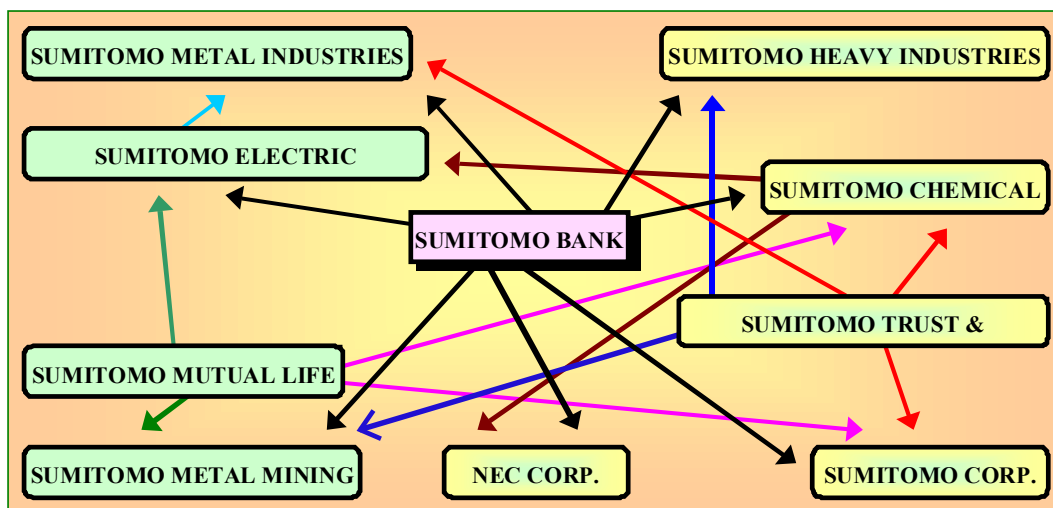 SUMITOMO METAL INDUSTRIES
SUMITOMO HEAVY INDUSTRIES
SUMITOMO ELECTRIC
SUMITOMO CHEMICAL
SUMITOMO BANK
SUMITOMO TRUST &
SUMITOMO MUTUAL LIFE
SUMITOMO METAL MINING
NEC CORP.
SUMITOMO CORP.